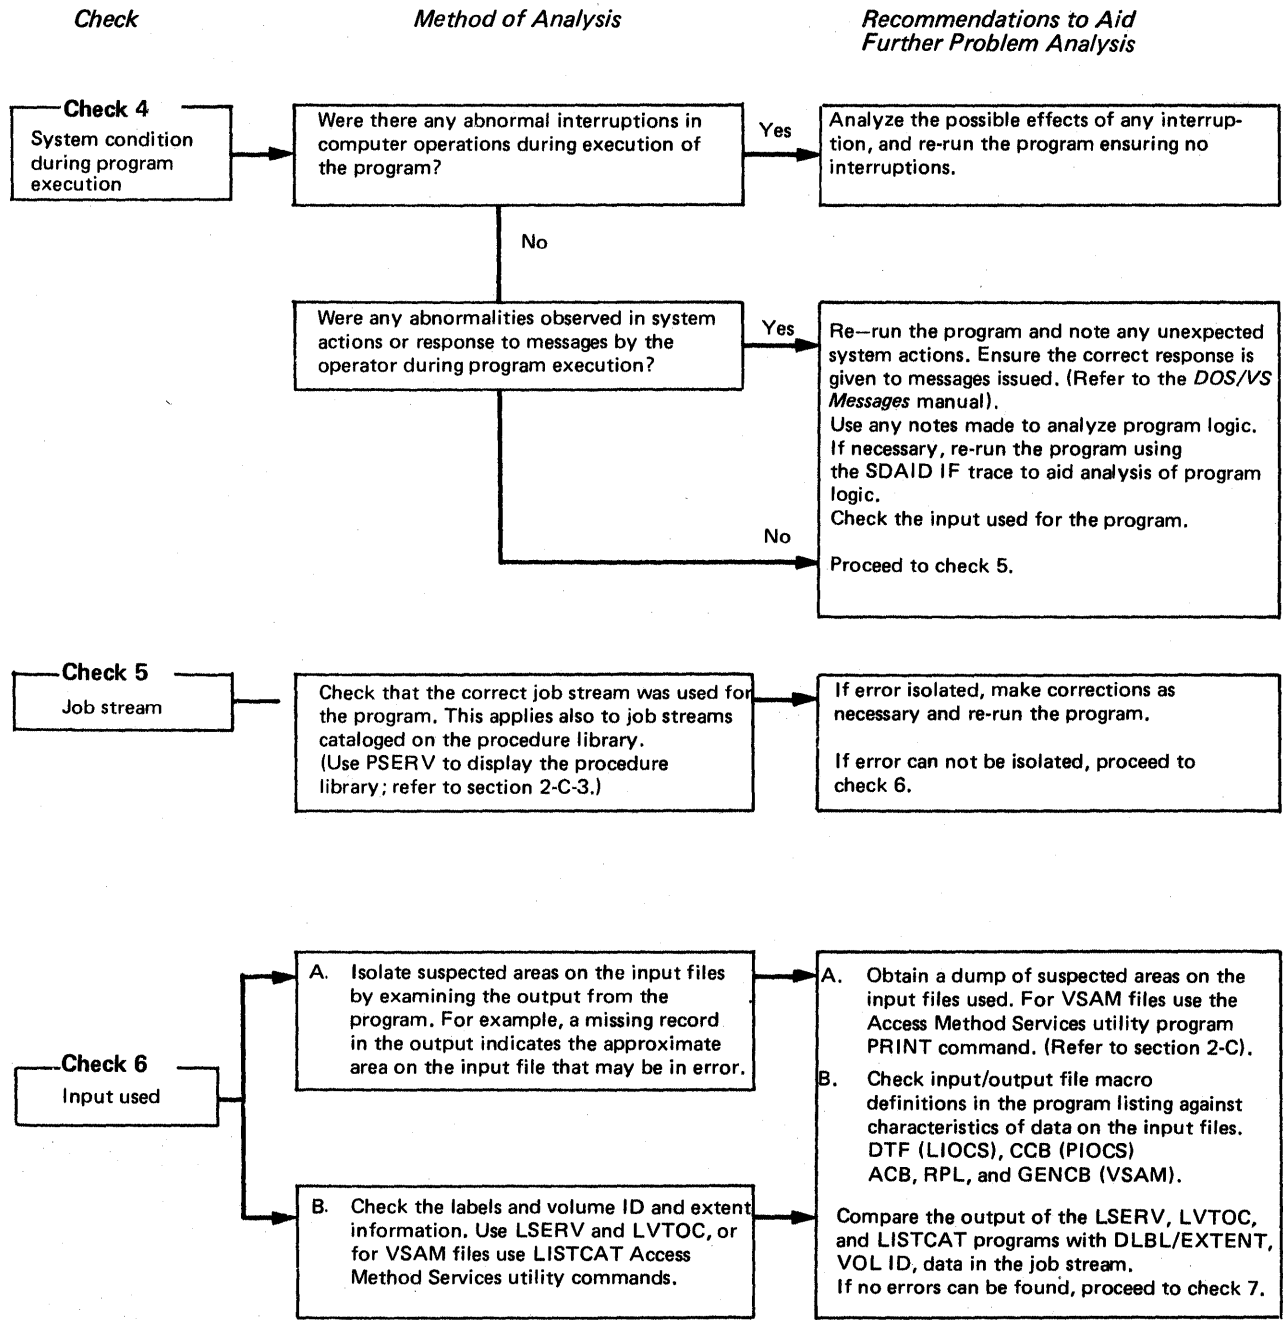 Check
Method of Analysis
Recommendations to Aid
Further Problem Analysis
Check 4
System condition
during program
execution
Were there any abnormal interruptions in
computer operations during execution of
the program?
Yes
Analyze the possible effects of any interrup-
tion, and re-run the program ensuring no
interruptions.
No
Were any abnormalities observed in system
actions or response to messages by the
operator during program execution?
Yes
Re—run the program and note any unexpected
system actions. Ensure the correct response is
given to messages issued. (Refer to the DOS/VS
Messages manual).
Use any notes made to analyze program logic.
If necessary, re-run the program using
the SDAID IF trace to aid analysis of program
logic.
Check the input used for the program.
No
Proceed to check 5.
Check 5
Job stream
Check that the correct job stream was used for
the program. This applies also to job streams
cataloged on the procedure library.
(Use PSERV to display the procedure
library; refer to section 2-C-3.)
If error isolated, make corrections as
necessary and re-run the program.
If error can not be isolated, proceed to
check 6.
Check 6
Input used
A. Isolate suspected areas on the input files
by examining the output from the
program. For example, a missing record
in the output indicates the approximate
area on the input file that may be in error.
A. Obtain a dump of suspected areas on the
input files used. For VSAM files use the
Access Method Services utility program
PRINT command. (Refer to section 2-C).
B. Check input/output file macro
definitions in the program listing against
characteristics of data on the input files.
DTF (LIOCS), CCB (PIOCS)
ACB, RPL, and GENCB (VSAM).
B. Check the labels and volume ID and extent
information. Use LSERV and LVTOC, or
for VSAM files use LISTCAT Access
Method Services utility commands.
Compare the output of the LSERV, LVTOC,
and LISTCAT programs with DLBL/EXTENT,
VOL ID, data in the job stream.
If no errors can be found, proceed to check 7.